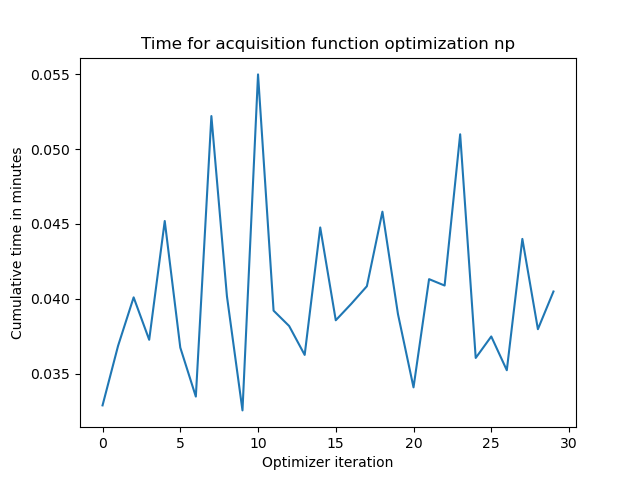 Time for acquisition function optimization np
0.055
0.050
0.045
0.040
0.035
Cumulative time in minutes
0 5 10 15 20 25 30
Optimizer iteration